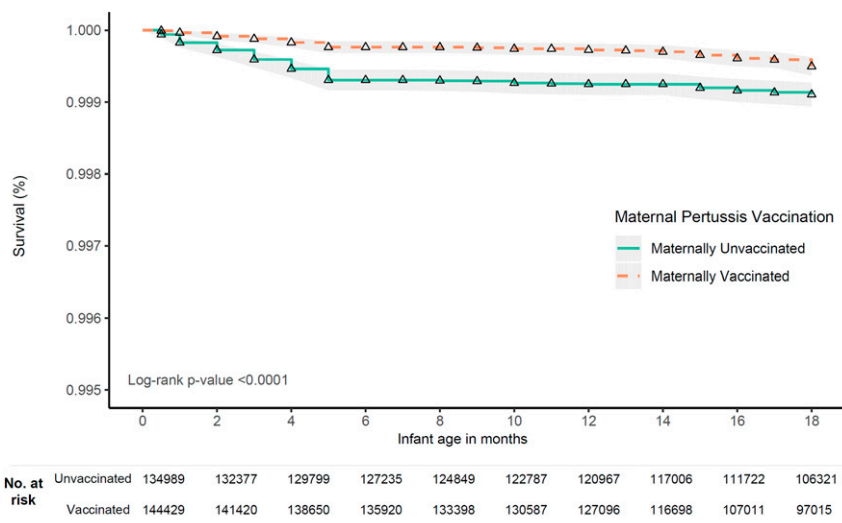 1.000
0.999
0.998
0.997
0.996
0.995
Survival (%)
Maternal Pertussis Vaccination
Maternally Unvaccinated
Maternally Vaccinated
Log-rank p-value <0.0001
0 2 4 6 8 10 12 14 16 18
Infant age in months
No. at risk
Unvaccinated 134989 132377 129799 127235 124849 122787 120967 117006 111722 106321
Vaccinated 144429 141420 138650 135920 133398 130587 127096 116698 107011 97015